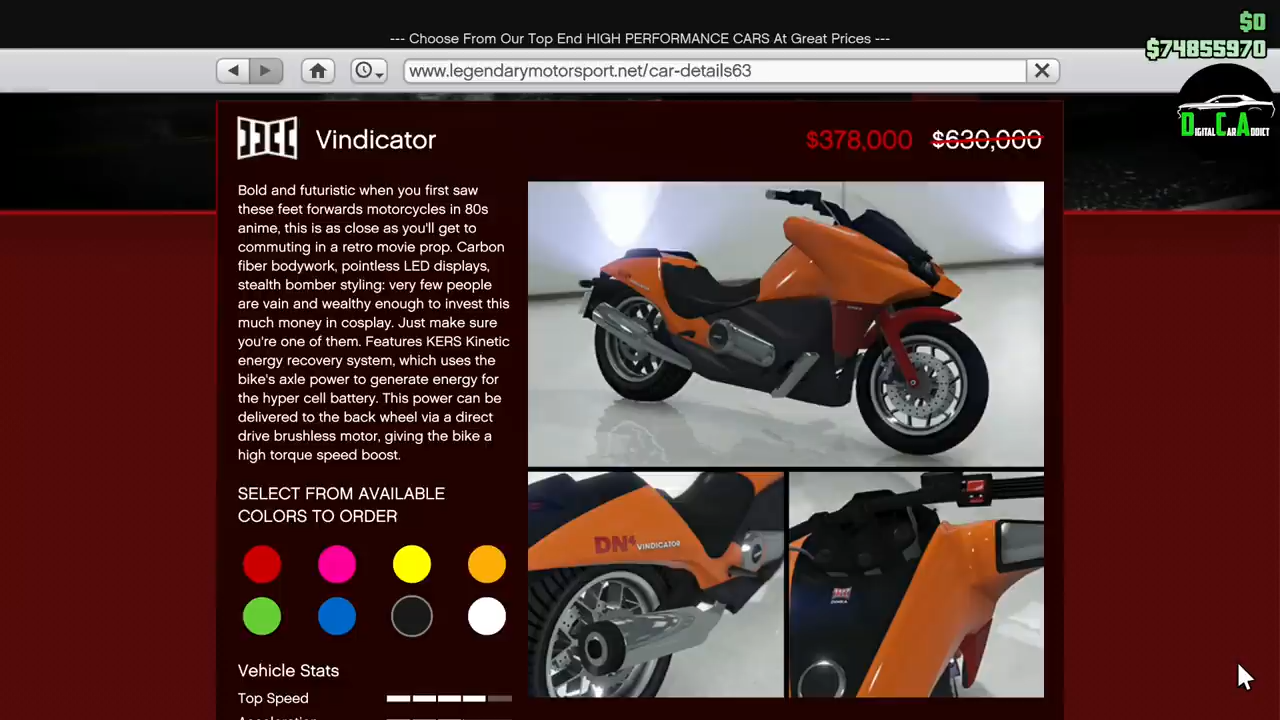 --- Choose From Our Top End HIGH PERFORMANCE CARS At Great Prices ---
$0
$74855970
www.legendarymotorsport.net/car-details63
DIGITAL CAR ADDICT
Vindicator
$378,000 $630,000
Bold and futuristic when you first saw
these feet forwards motorcycles in 80s
anime, this is as close as you'll get to
commuting in a retro movie prop. Carbon
fiber bodywork, pointless LED displays,
stealth bomber styling: very few people
are vain and wealthy enough to invest this
much money in cosplay. Just make sure
you're one of them. Features KERS Kinetic
energy recovery system, which uses the
bike's axle power to generate energy for
the hyper cell battery. This power can be
delivered to the back wheel via a direct
drive brushless motor, giving the bike a
high torque speed boost.
SELECT FROM AVAILABLE
COLORS TO ORDER
DN4 VINDICATOR
DINKA
Vehicle Stats
Top Speed
Acceleration